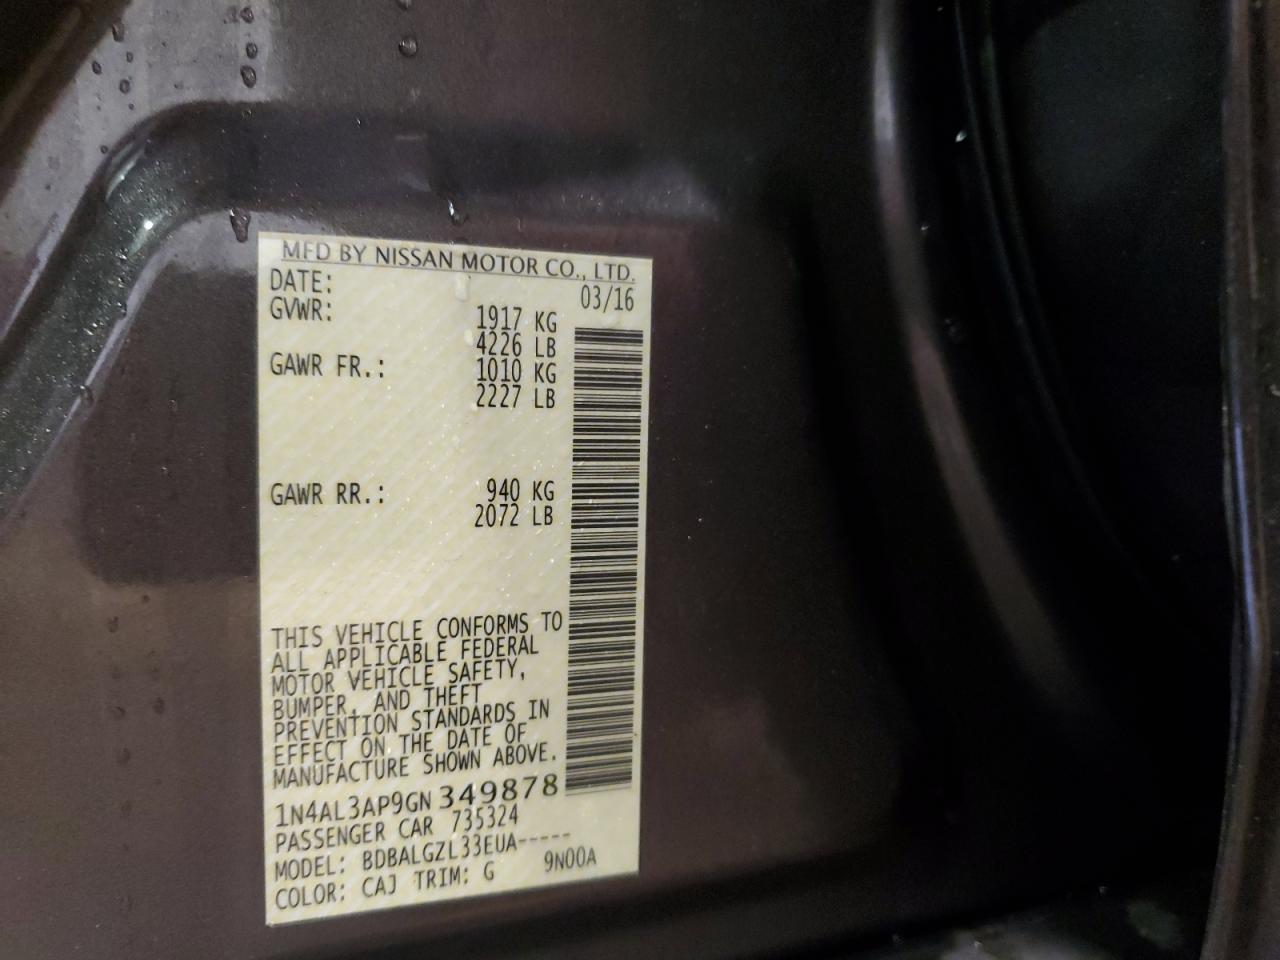 MFD BY NISSAN MOTOR CO., LTD.
DATE: 03/16
GVWR: 1917 KG
4226 LB
GAWR FR.: 1010 KG
2227 LB
GAWR RR.: 940 KG
2072 LB
THIS VEHICLE CONFORMS TO
ALL APPLICABLE FEDERAL
MOTOR VEHICLE SAFETY,
BUMPER, AND THEFT
PREVENTION STANDARDS IN
EFFECT ON THE DATE OF
MANUFACTURE SHOWN ABOVE.
1N4AL3AP9GN349878
PASSENGER CAR 735324
MODEL: BDBALGZL33EUA-----
COLOR: CAJ TRIM: G 9N00A